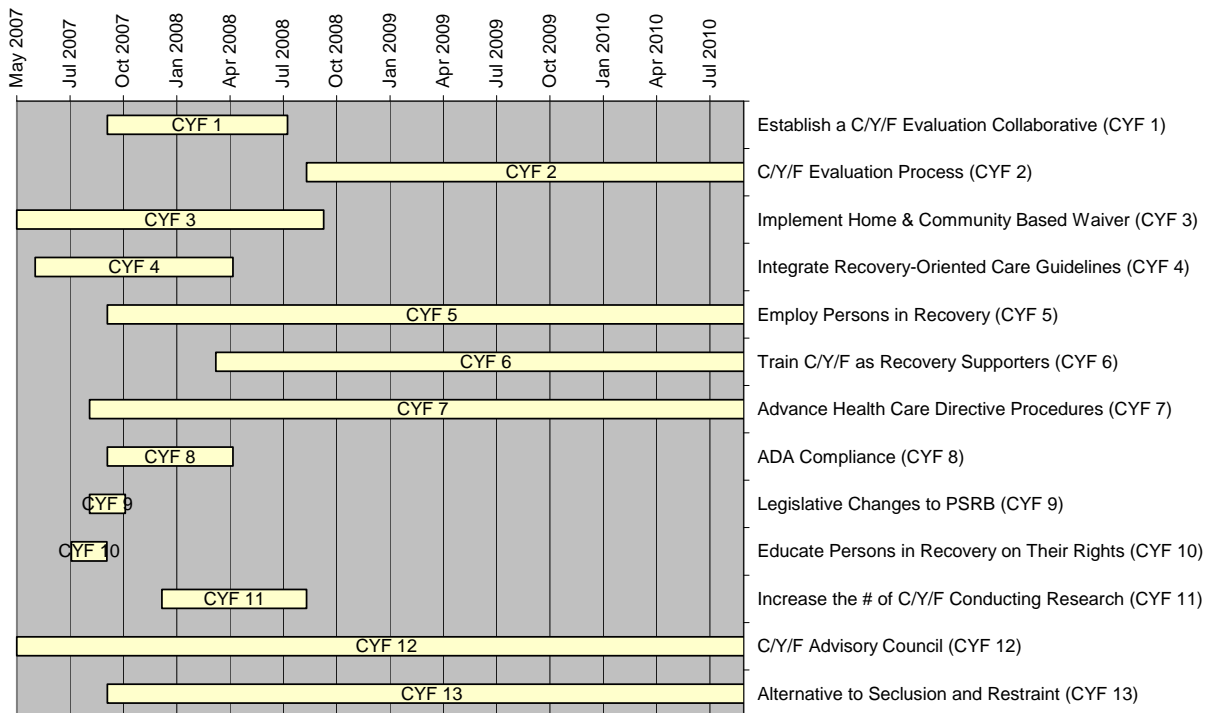 May 2007
Jul 2007
Oct 2007
Jan 2008
Apr 2008
Jul 2008
Oct 2008
Jan 2009
Apr 2009
Jul 2009
Oct 2009
Jan 2010
Apr 2010
Jul 2010
CYF 1
Establish a C/Y/F Evaluation Collaborative (CYF 1)
CYF 2
C/Y/F Evaluation Process (CYF 2)
CYF 3
Implement Home & Community Based Waiver (CYF 3)
CYF 4
Integrate Recovery-Oriented Care Guidelines (CYF 4)
CYF 5
Employ Persons in Recovery (CYF 5)
CYF 6
Train C/Y/F as Recovery Supporters (CYF 6)
CYF 7
Advance Health Care Directive Procedures (CYF 7)
CYF 8
ADA Compliance (CYF 8)
CYF 9
Legislative Changes to PSRB (CYF 9)
CYF 10
Educate Persons in Recovery on Their Rights (CYF 10)
CYF 11
Increase the # of C/Y/F Conducting Research (CYF 11)
CYF 12
C/Y/F Advisory Council (CYF 12)
CYF 13
Alternative to Seclusion and Restraint (CYF 13)